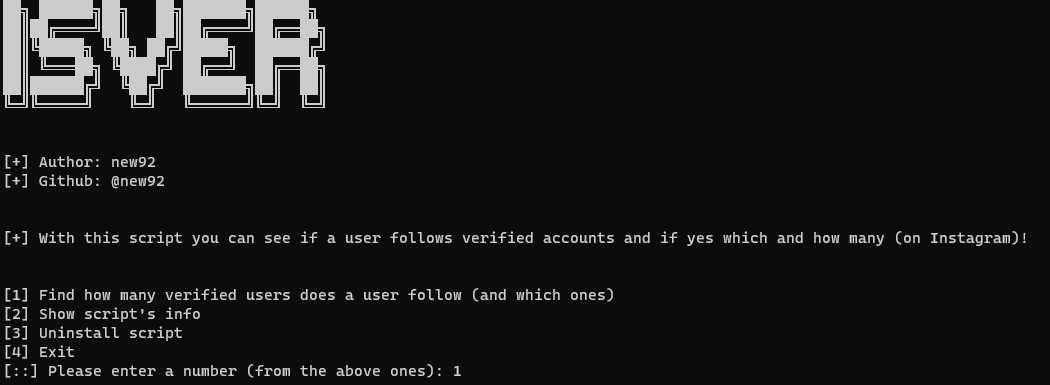 ISVER
[+] Author: new92
[+] Github: @new92
[+] With this script you can see if a user follows verified accounts and if yes which and how many (on Instagram)!
[1] Find how many verified users does a user follow (and which ones)
[2] Show script's info
[3] Uninstall script
[4] Exit
[::] Please enter a number (from the above ones): 1